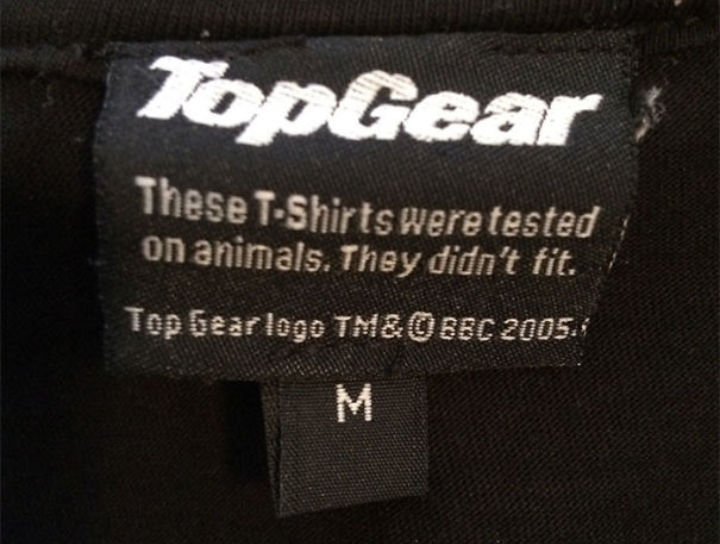 TopGear
These T-Shirts were tested
on animals. They didn't fit.
Top Gear logo TM & © BBC 2005.
M